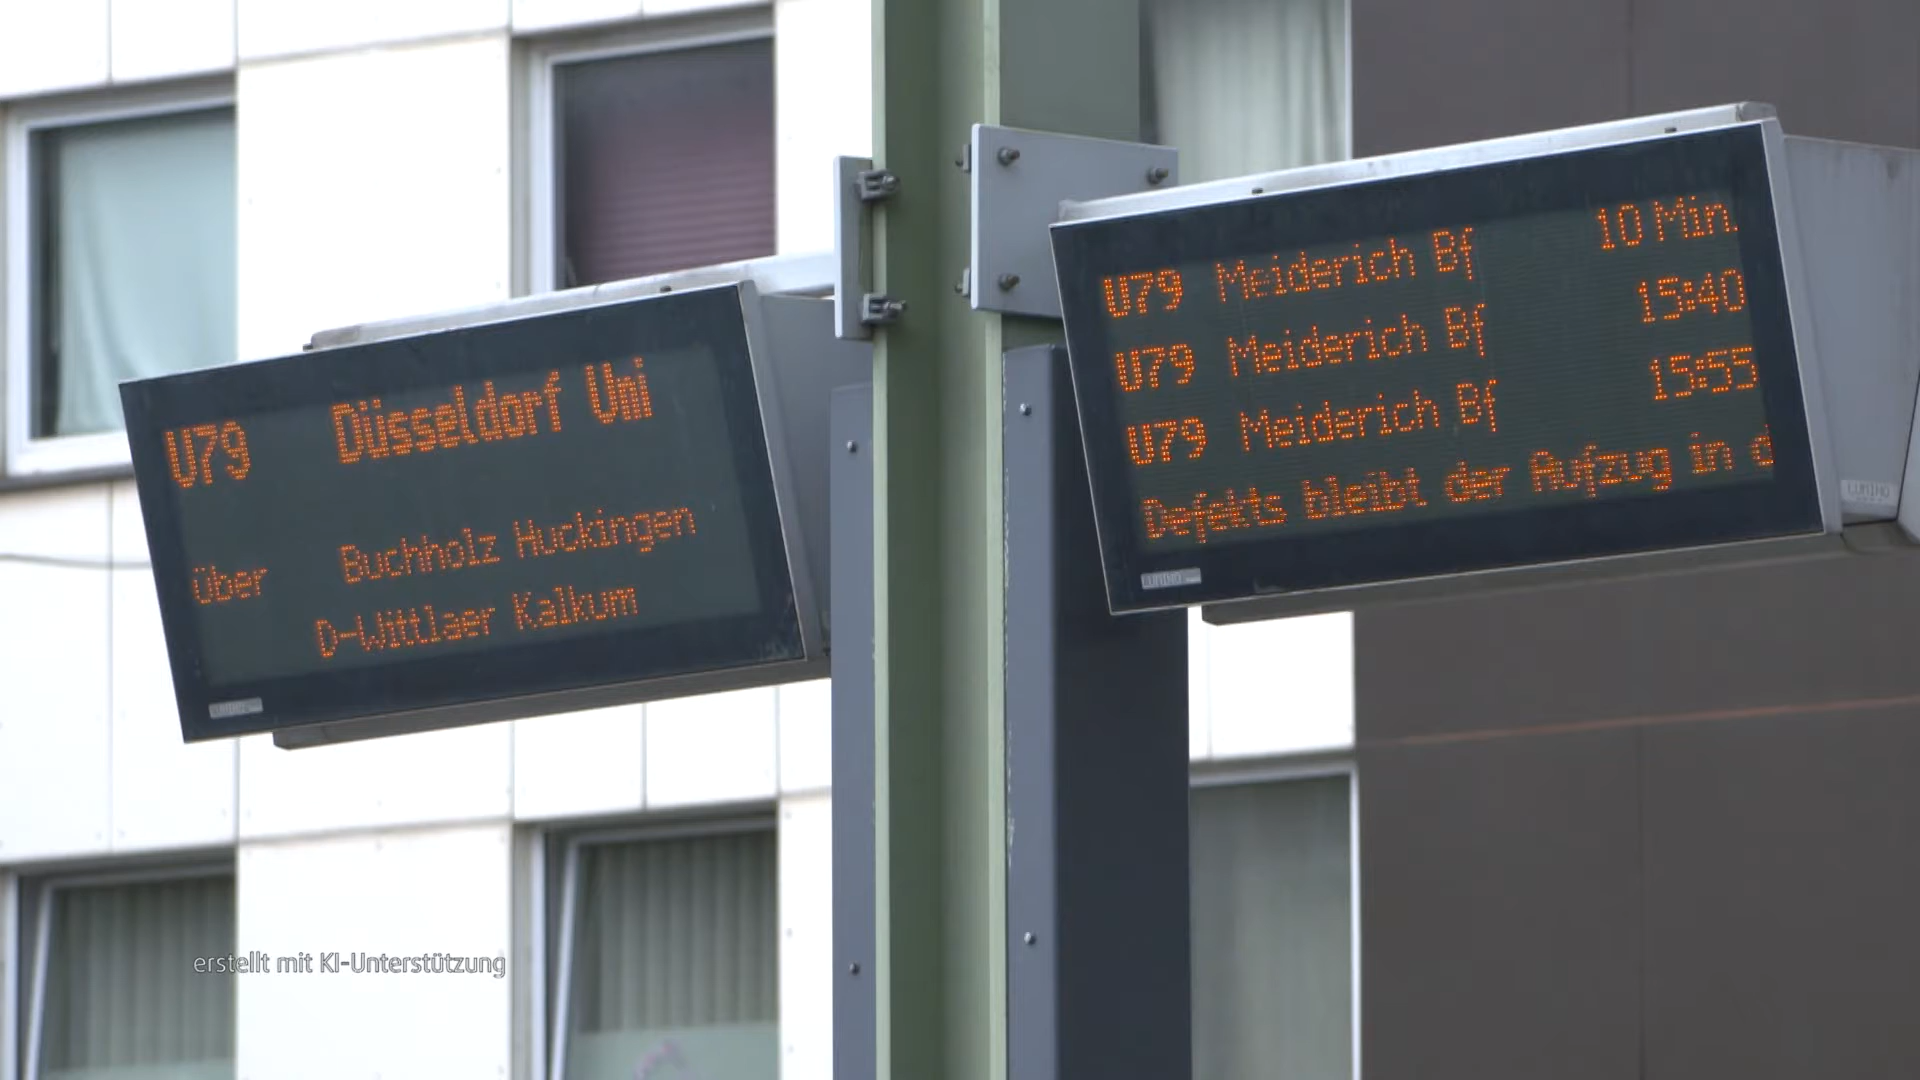 U79 Düsseldorf Uni
über Buchholz Huckingen
D-Wittlaer Kalkum
U79 Meiderich Bf 10 Min.
U79 Meiderich Bf 15:40
U79 Meiderich Bf 15:55
Defekts bleibt der Aufzug in d
erstellt mit KI-Unterstützung